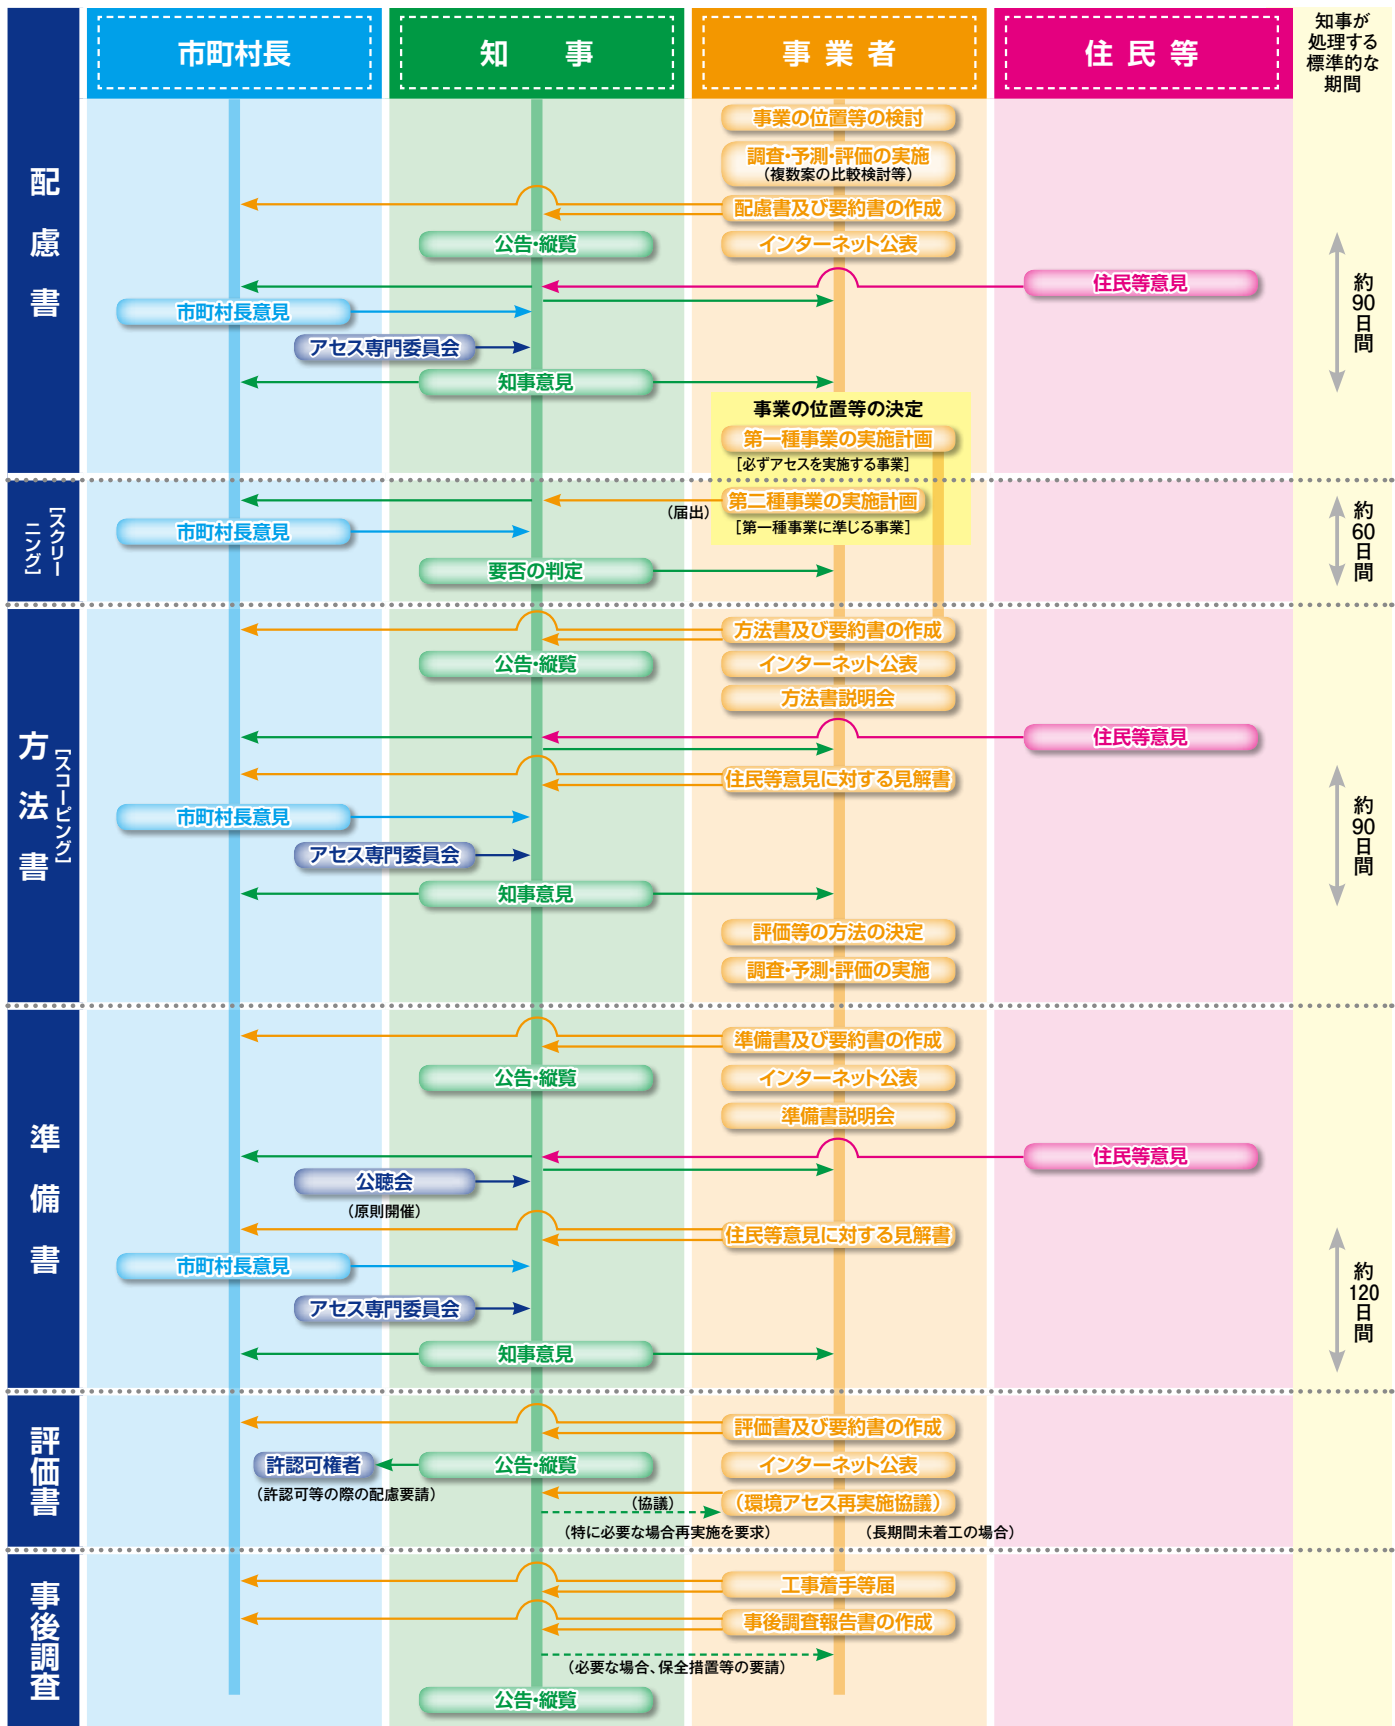 市町村長
知　　事
事 業 者
住 民 等
知事が
処理する
標準的な
期間
配慮書
事業の位置等の検討
調査・予測・評価の実施
（複数案の比較検討等）
配慮書及び要約書の作成
公告・縦覧
インターネット公表
住民等意見
市町村長意見
アセス専門委員会
知事意見
約90日間
事業の位置等の決定
第一種事業の実施計画
［必ずアセスを実施する事業］
［スクリーニング］
第二種事業の実施計画
（届出）
［第一種事業に準じる事業］
市町村長意見
要否の判定
約60日間
方法書
［スコーピング］
方法書及び要約書の作成
公告・縦覧
インターネット公表
方法書説明会
住民等意見
住民等意見に対する見解書
市町村長意見
アセス専門委員会
知事意見
約90日間
評価等の方法の決定
調査・予測・評価の実施
準備書
準備書及び要約書の作成
公告・縦覧
インターネット公表
準備書説明会
住民等意見
公聴会
（原則開催）
住民等意見に対する見解書
市町村長意見
アセス専門委員会
知事意見
約120日間
評価書
評価書及び要約書の作成
許認可権者
公告・縦覧
インターネット公表
（許認可等の際の配慮要請）
（協議）
（環境アセス再実施協議）
（特に必要な場合再実施を要求）
（長期間未着工の場合）
事後調査
工事着手等届
事後調査報告書の作成
（必要な場合、保全措置等の要請）
公告・縦覧